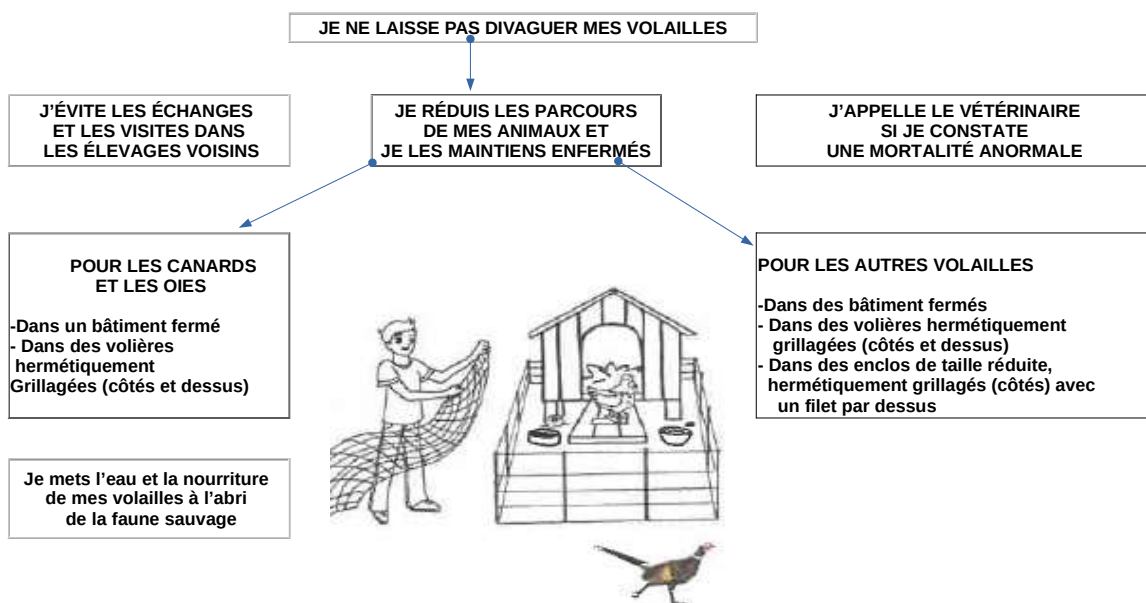 JE NE LAISSE PAS DIVAGUER MES VOLAILLES
J’ÉVITE LES ÉCHANGES
ET LES VISITES DANS
LES ÉLEVAGES VOISINS
JE RÉDUIS LES PARCOURS
DE MES ANIMAUX ET
JE LES MAINTIENS ENFERMÉS
J’APPELLE LE VÉTÉRINAIRE
SI JE CONSTATE
UNE MORTALITÉ ANORMALE
POUR LES CANARDS
ET LES OIES
-Dans un bâtiment fermé
- Dans des volières
hermétiquement
Grillagées (côtés et dessus)
POUR LES AUTRES VOLAILLES
-Dans des bâtiment fermés
- Dans des volières hermétiquement
grillagées (côtés et dessus)
- Dans des enclos de taille réduite,
hermétiquement grillagés (côtés) avec
un filet par dessus
Je mets l’eau et la nourriture
de mes volailles à l’abri
de la faune sauvage